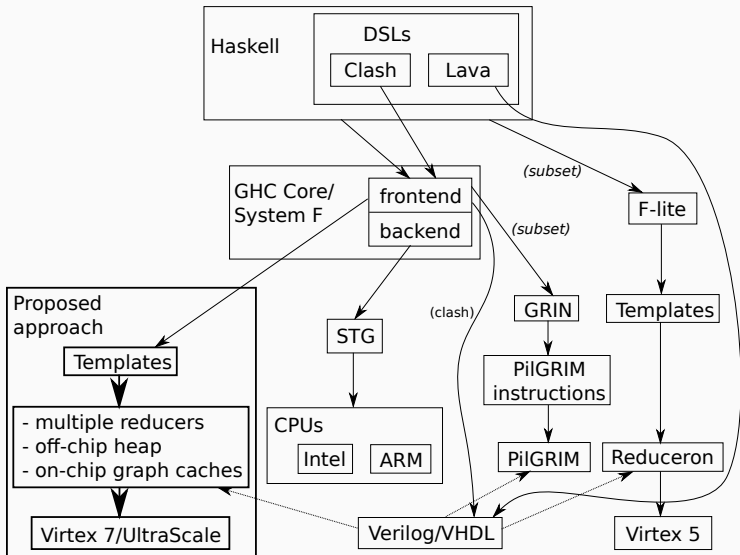 DSLs
Haskell
Clash
Lava
(subset)
GHC Core/
System F
frontend
backend
F-lite
(subset)
Proposed
approach
(clash)
GRIN
Templates
STG
Templates
PilGRIM
instructions
- multiple reducers
- off-chip heap
- on-chip graph caches
CPUs
Intel
ARM
PilGRIM
Reduceron
Virtex 7/UltraScale
Verilog/VHDL
Virtex 5